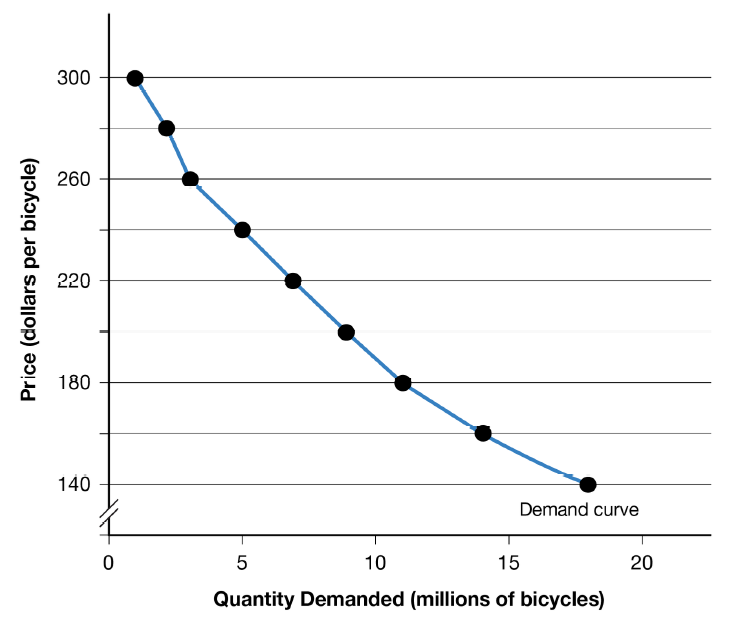 Price (dollars per bicycle)
300
260
220
180
140
Demand curve
0 5 10 15 20
Quantity Demanded (millions of bicycles)